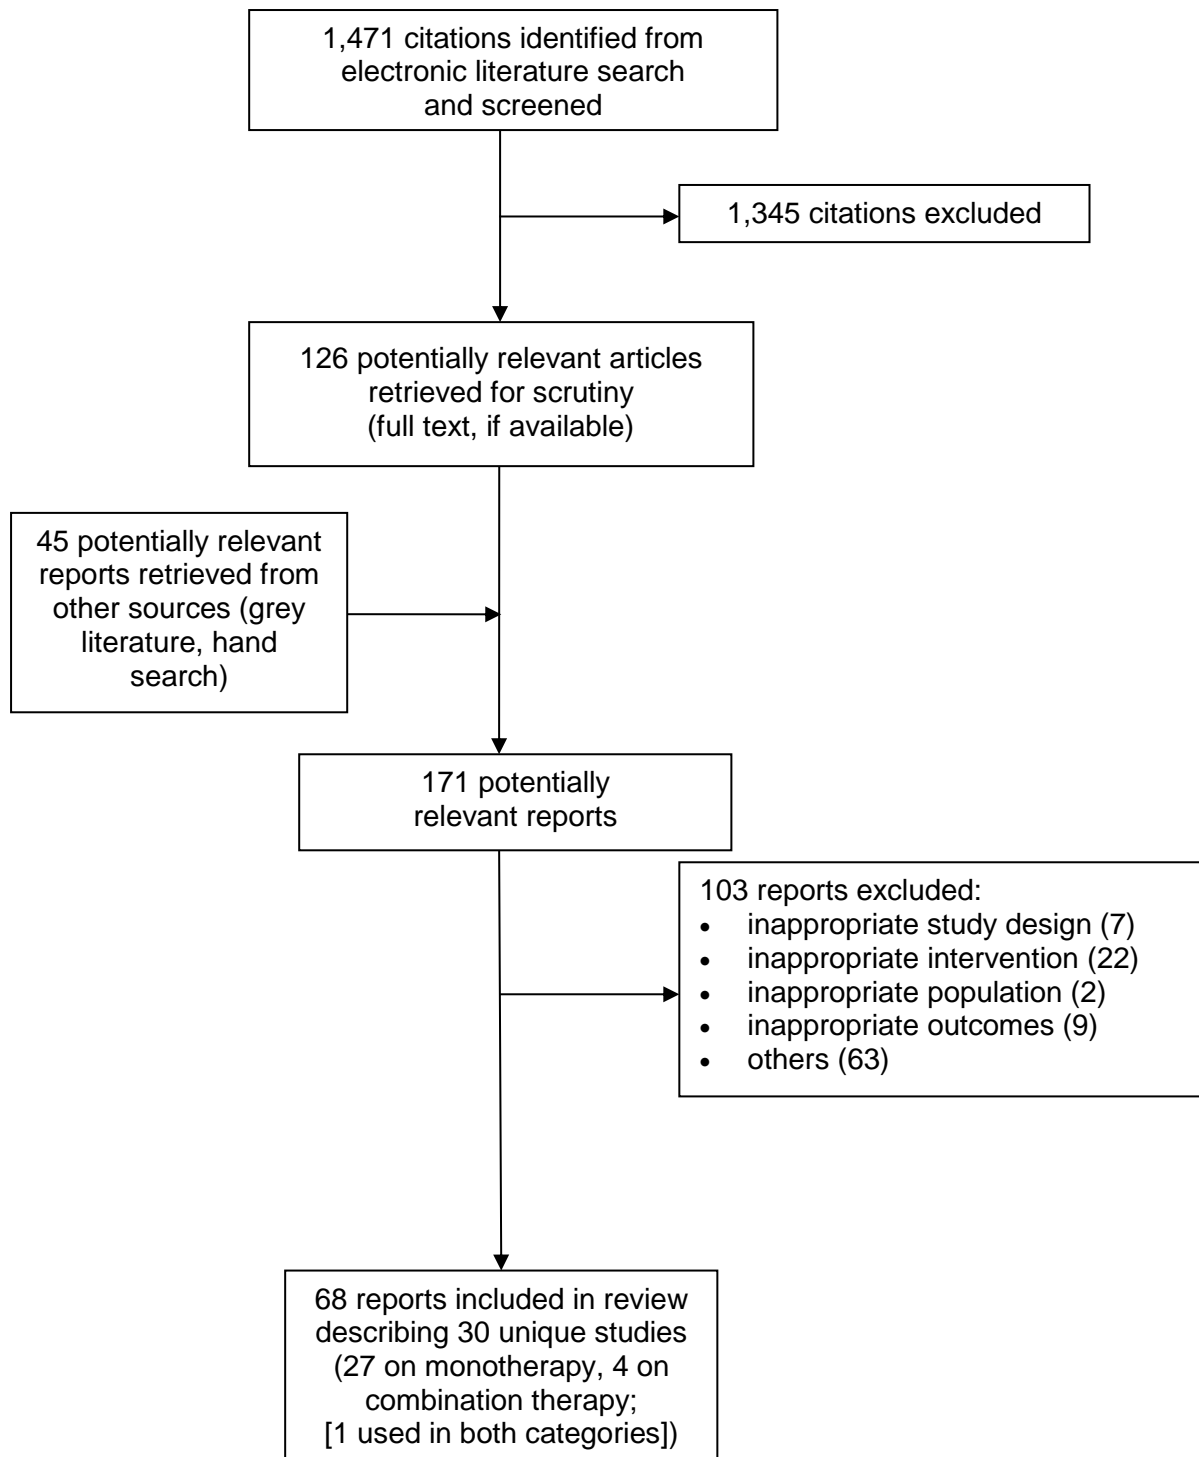 1,471 citations identified from
electronic literature search
and screened
1,345 citations excluded
126 potentially relevant articles
retrieved for scrutiny
(full text, if available)
45 potentially relevant
reports retrieved from
other sources (grey
literature, hand
search)
171 potentially
relevant reports
103 reports excluded:
• inappropriate study design (7)
• inappropriate intervention (22)
• inappropriate population (2)
• inappropriate outcomes (9)
• others (63)
68 reports included in review
describing 30 unique studies
(27 on monotherapy, 4 on
combination therapy;
[1 used in both categories])